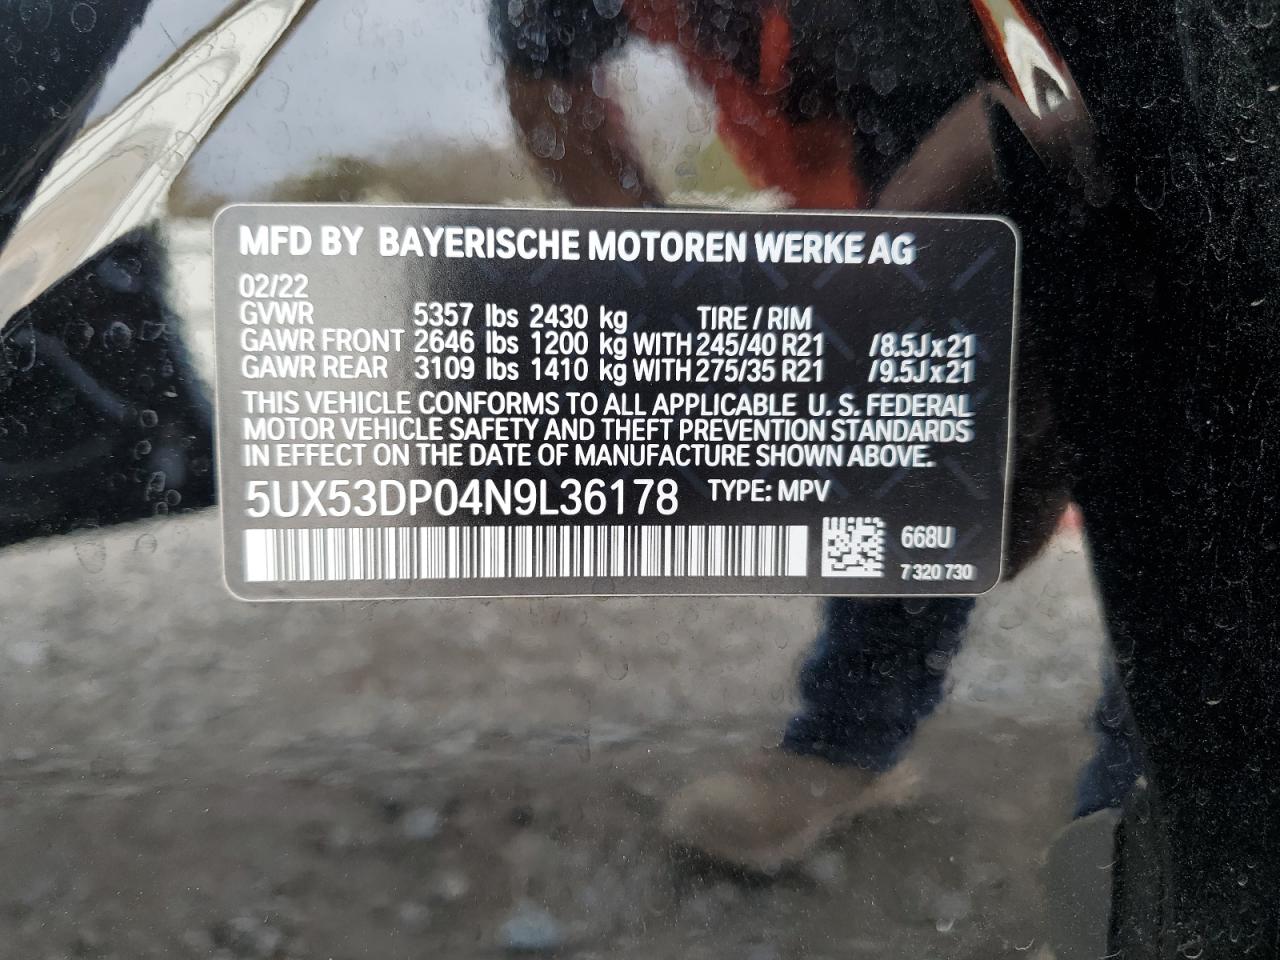 MFD BY BAYERISCHE MOTOREN WERKE AG
02/22
GVWR 5357 lbs 2430 kg TIRE / RIM
GAWR FRONT 2646 lbs 1200 kg WITH 245/40 R21 /8.5Jx21
GAWR REAR 3109 lbs 1410 kg WITH 275/35 R21 /9.5Jx21
THIS VEHICLE CONFORMS TO ALL APPLICABLE U. S. FEDERAL
MOTOR VEHICLE SAFETY AND THEFT PREVENTION STANDARDS
IN EFFECT ON THE DATE OF MANUFACTURE SHOWN ABOVE.
5UX53DP04N9L36178 TYPE: MPV
668U
7 320 730